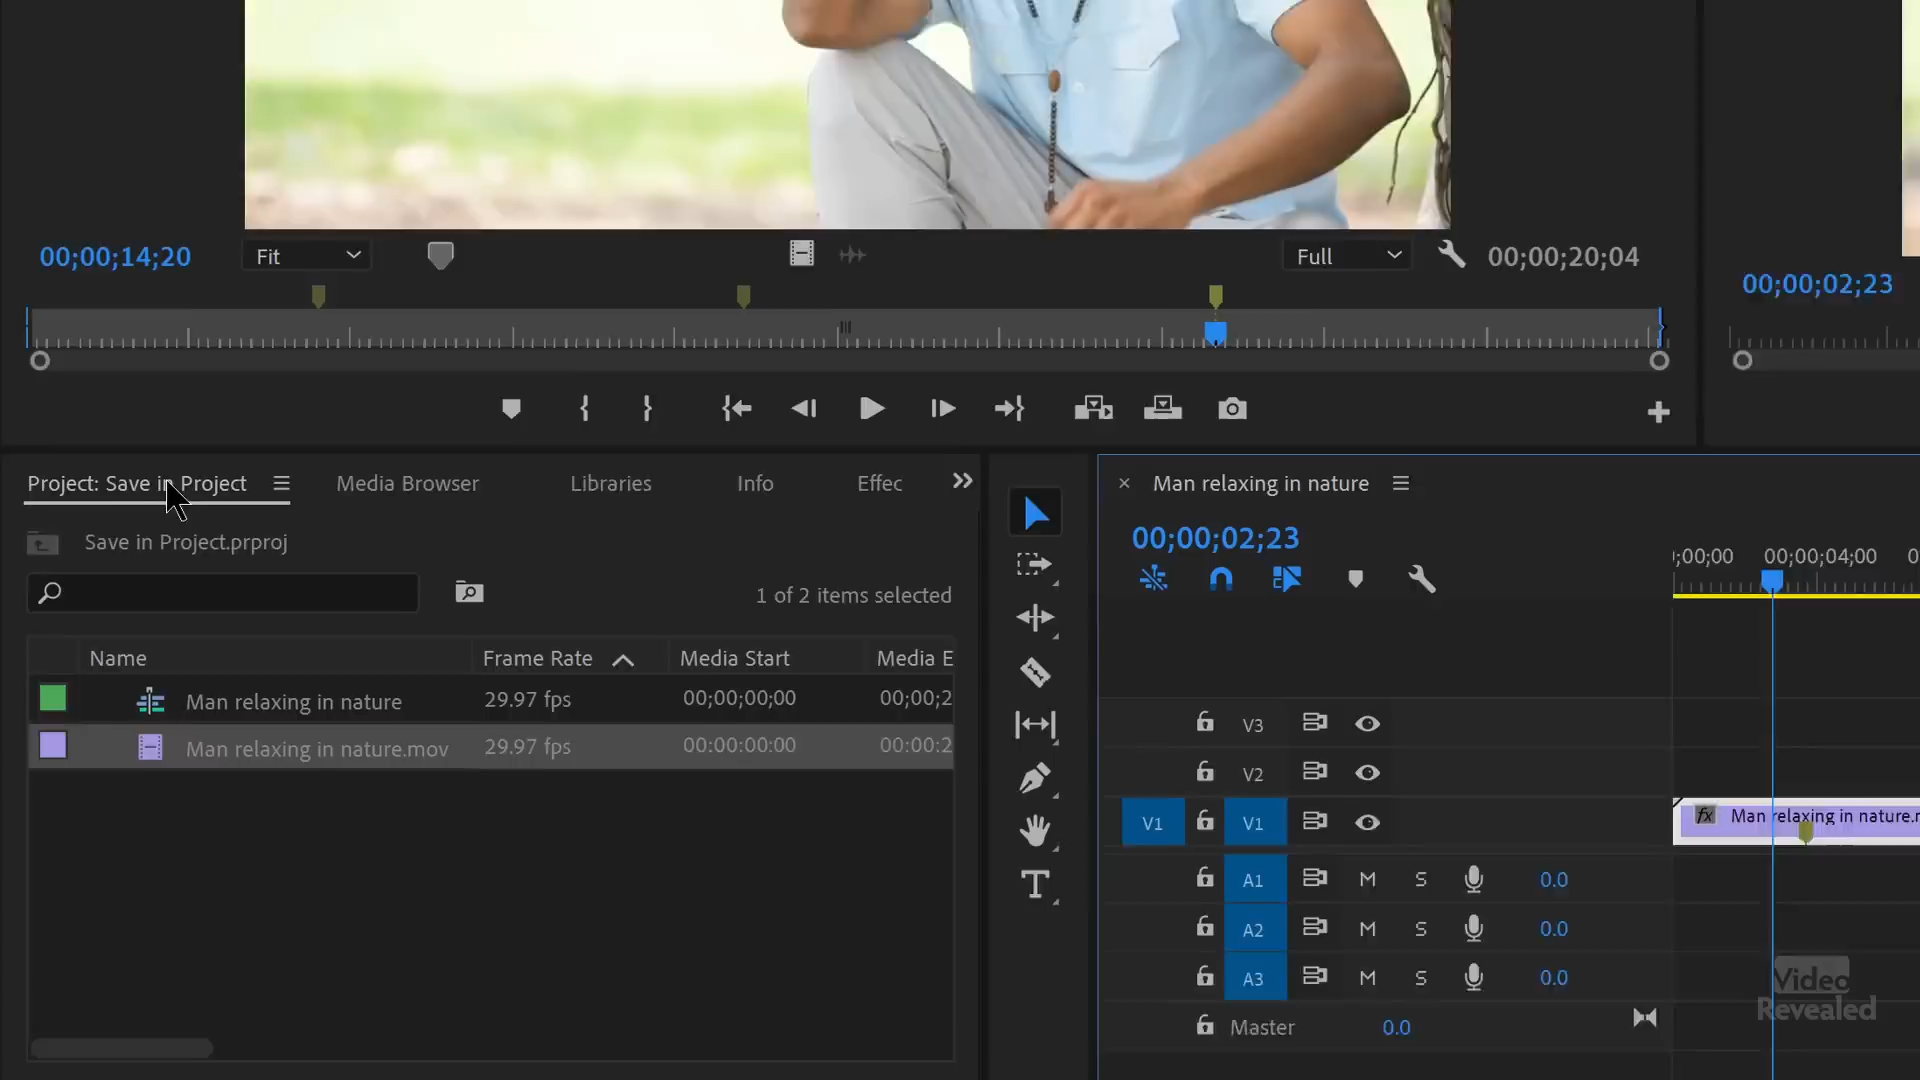 00;00;14;20
Fit
Full
00;00;20;04
00;00;02;23
Project: Save in Project
Media Browser
Libraries
Info
Effec
Save in Project.prproj
1 of 2 items selected
Name
Frame Rate
Media Start
Media E
Man relaxing in nature
29.97 fps
00;00;00;00
00;00;2
Man relaxing in nature.mov
29.97 fps
00:00:00:00
00:00:2
Man relaxing in nature
00;00;02;23
;00;00
00;00;04;00
V3
V2
V1
V1
fx
Man relaxing in nature.
A1
M
S
0.0
A2
M
S
0.0
A3
M
S
0.0
Master
0.0
Video
Revealed